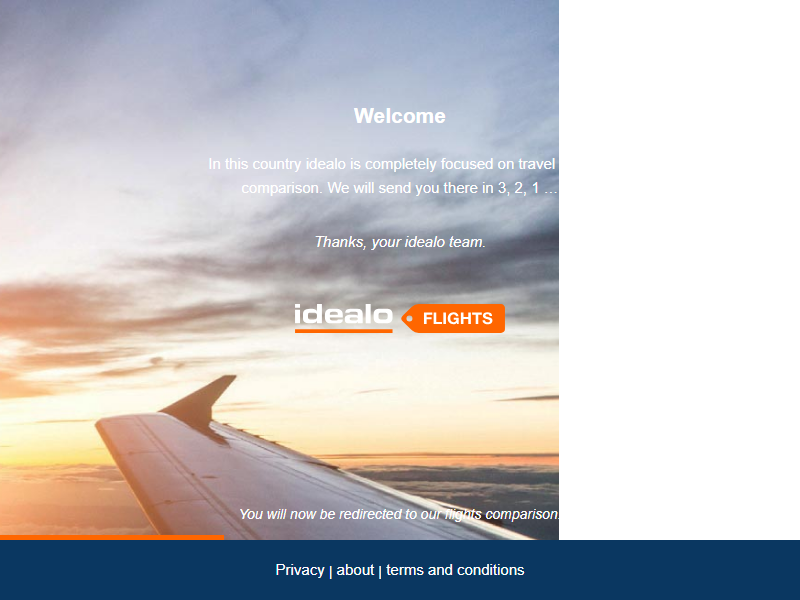 Welcome
In this country idealo is completely focused on travel
comparison. We will send you there in 3, 2, 1 ...
Thanks, your idealo team.
idealo FLIGHTS
You will now be redirected to our flights comparison.
Privacy | about | terms and conditions